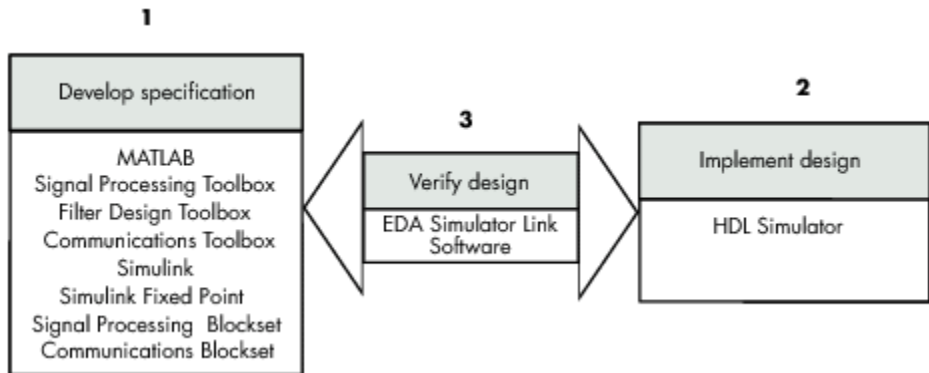 1
Develop specification
MATLAB
Signal Processing Toolbox
Filter Design Toolbox
Communications Toolbox
Simulink
Simulink Fixed Point
Signal Processing Blockset
Communications Blockset
3
Verify design
EDA Simulator Link
Software
2
Implement design
HDL Simulator